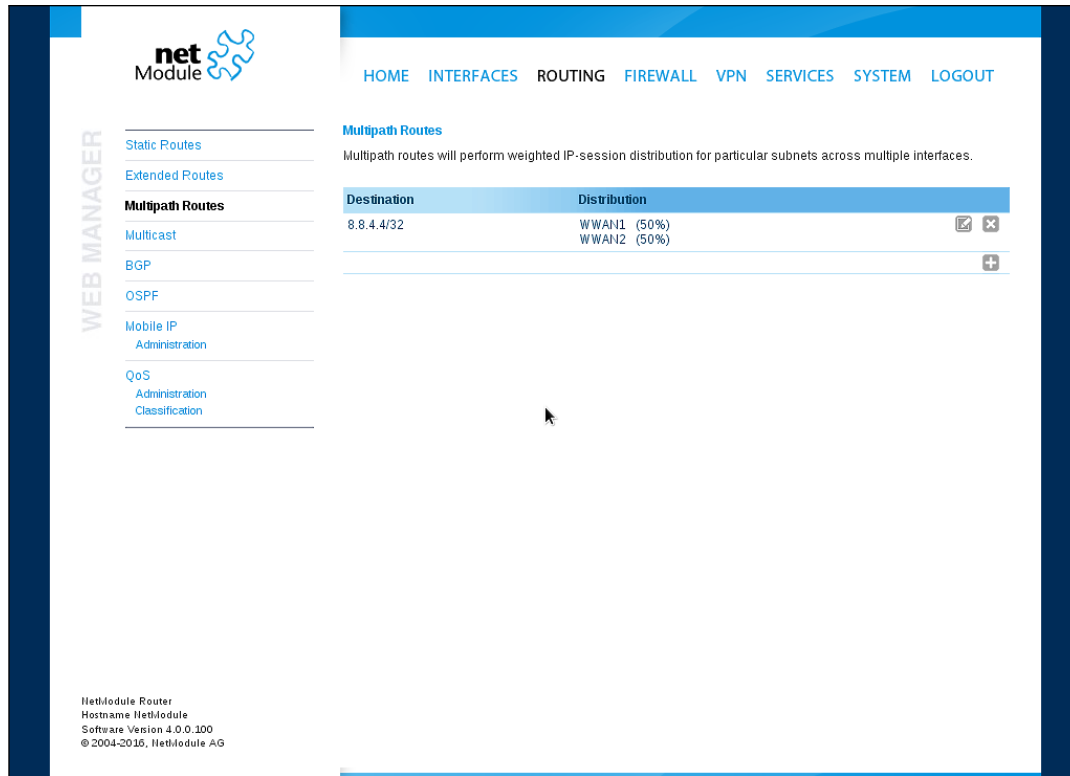 net
Module
HOME INTERFACES ROUTING FIREWALL VPN SERVICES SYSTEM LOGOUT
WEB MANAGER
Static Routes
Extended Routes
Multipath Routes
Multicast
BGP
OSPF
Mobile IP
Administration
QoS
Administration
Classification
Multipath Routes
Multipath routes will perform weighted IP-session distribution for particular subnets across multiple interfaces.
Destination Distribution
8.8.4.4/32 WWAN1 (50%)
WWAN2 (50%)
NetModule Router
Hostname NetModule
Software Version 4.0.0.100
© 2004-2016, NetModule AG